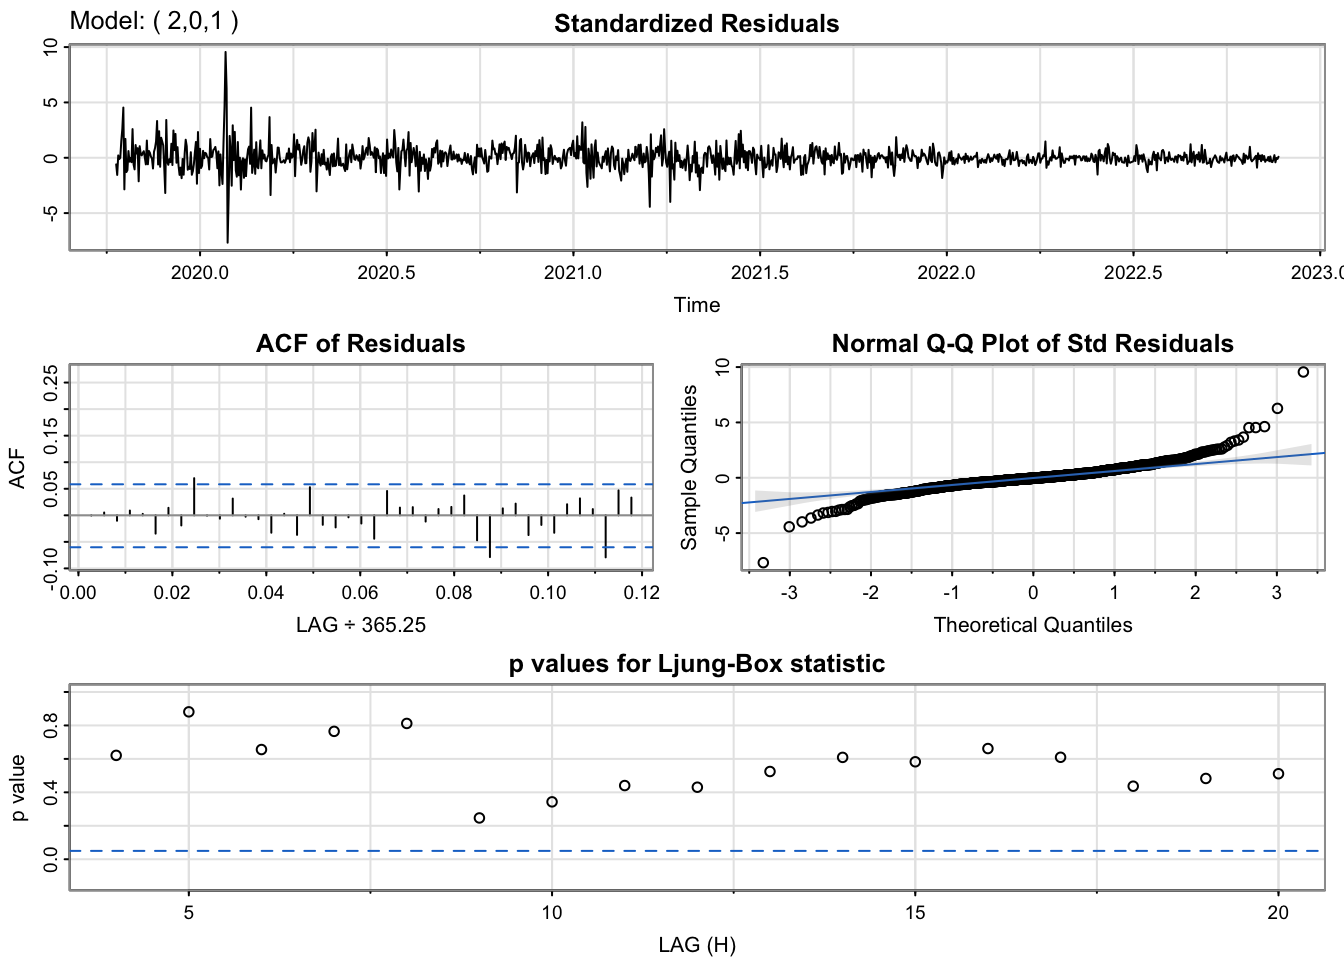 Model: ( 2,0,1 )
Standardized Residuals
10
5
0
-5
2020.0 2020.5 2021.0 2021.5 2022.0 2022.5 2023.0
Time
ACF of Residuals
ACF
0.25
0.15
0.05
-0.10
0.00 0.02 0.04 0.06 0.08 0.10 0.12
LAG ÷ 365.25
Normal Q-Q Plot of Std Residuals
Sample Quantiles
10
5
0
-5
-3 -2 -1 0 1 2 3
Theoretical Quantiles
p values for Ljung-Box statistic
p value
0.8
0.4
0.0
5 10 15 20
LAG (H)